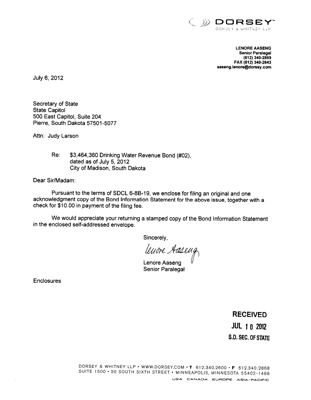 DORSEY
DORSEY & WHITNEY LLP
LENORE AASENG
Senior Paralegal
(612) 340-2869
FAX (612) 340-2643
aaseng.lenore@dorsey.com
July 6, 2012
Secretary of State
State Capitol
500 East Capitol, Suite 204
Pierre, South Dakota 57501-5077
Attn: Judy Larson
Re: $3,464,360 Drinking Water Revenue Bond (#02),
dated as of July 5, 2012
City of Madison, South Dakota
Dear Sir/Madam:
Pursuant to the terms of SDCL 6-8B-19, we enclose for filing an original and one
acknowledgment copy of the Bond Information Statement for the above issue, together with a
check for $10.00 in payment of the filing fee.
We would appreciate your returning a stamped copy of the Bond Information Statement
in the enclosed self-addressed envelope.
Sincerely,
Lenore Aaseng
Lenore Aaseng
Senior Paralegal
Enclosures
RECEIVED
JUL 10 2012
S.D. SEC. OF STATE
DORSEY & WHITNEY LLP • WWW.DORSEY.COM • T 612.340.2600 • F 612.340.2868
SUITE 1500 • 50 SOUTH SIXTH STREET • MINNEAPOLIS, MINNESOTA 55402-1498
USA CANADA EUROPE ASIA-PACIFIC